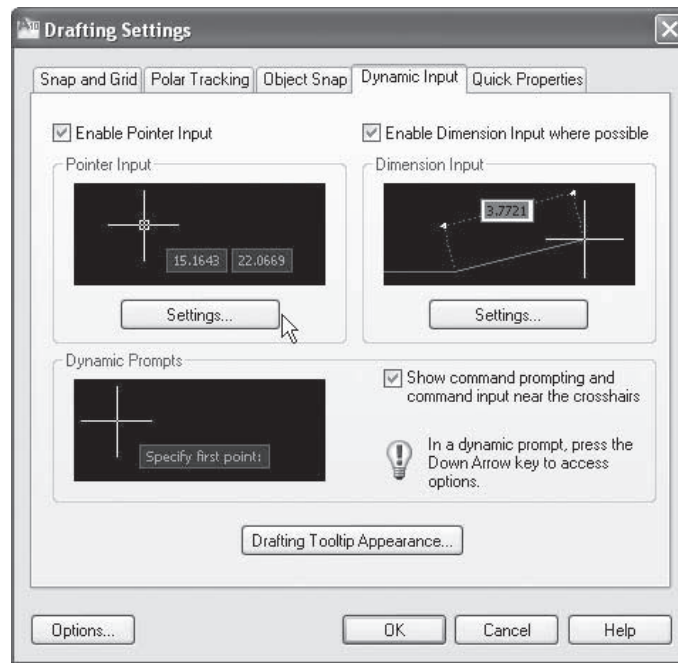 Drafting Settings
Snap and Grid
Polar Tracking
Object Snap
Dynamic Input
Quick Properties
Enable Pointer Input
Enable Dimension Input where possible
Pointer Input
Dimension Input
15.1643
22.0669
3.7721
Settings...
Settings...
Dynamic Prompts
Specify first point:
Show command prompting and
command input near the crosshairs
In a dynamic prompt, press the
Down Arrow key to access
options.
Drafting Tooltip Appearance...
Options...
OK
Cancel
Help